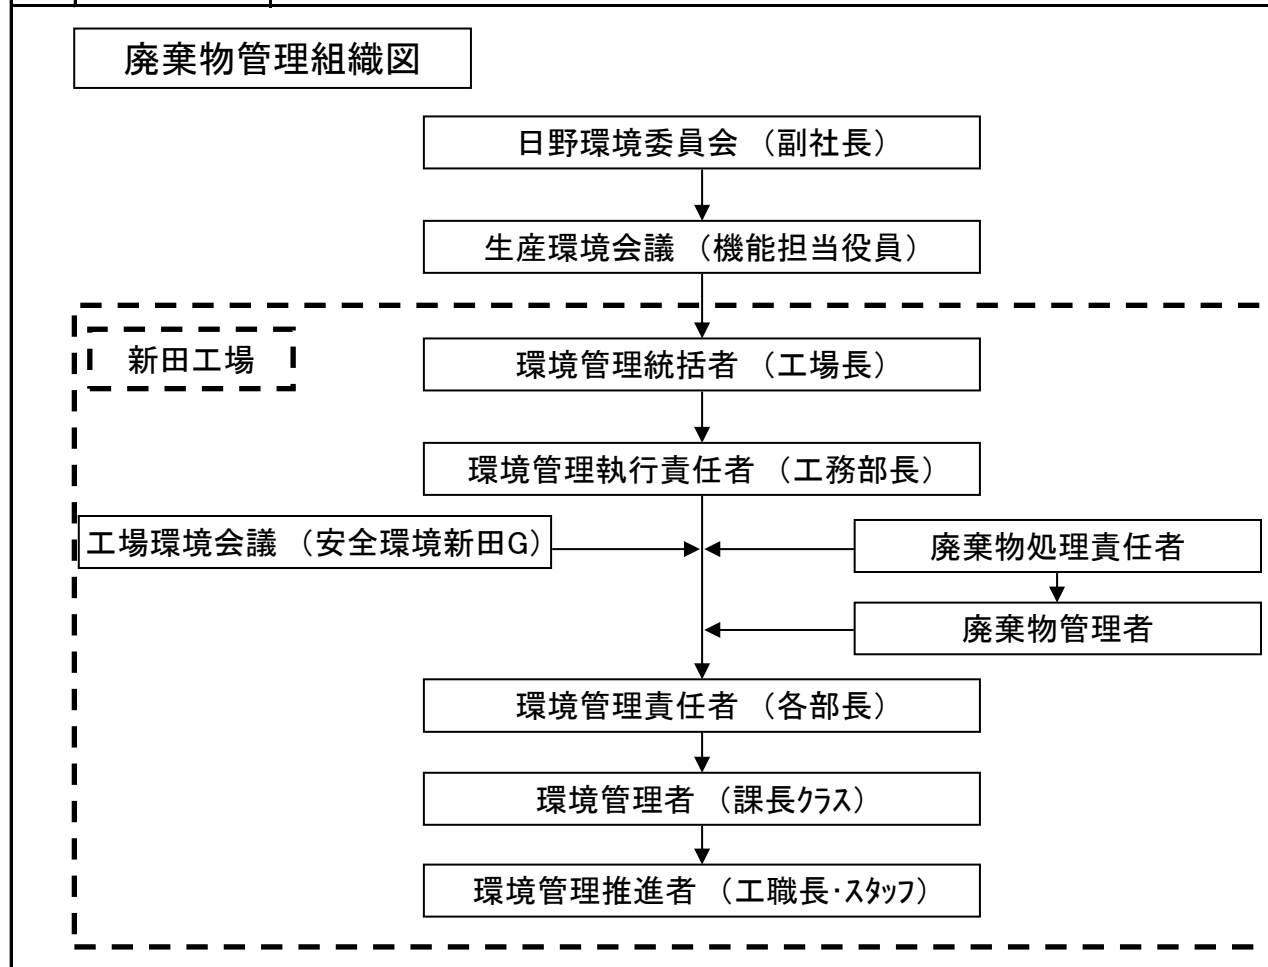 廃棄物管理組織図
日野環境委員会 （副社長）
生産環境会議 （機能担当役員）
新田工場
環境管理統括者 （工場長）
環境管理執行責任者 （工務部長）
工場環境会議 （安全環境新田G）
廃棄物処理責任者
廃棄物管理者
環境管理責任者 （各部長）
環境管理者 （課長ｸﾗｽ）
環境管理推進者 （工職長･ｽﾀｯﾌ）